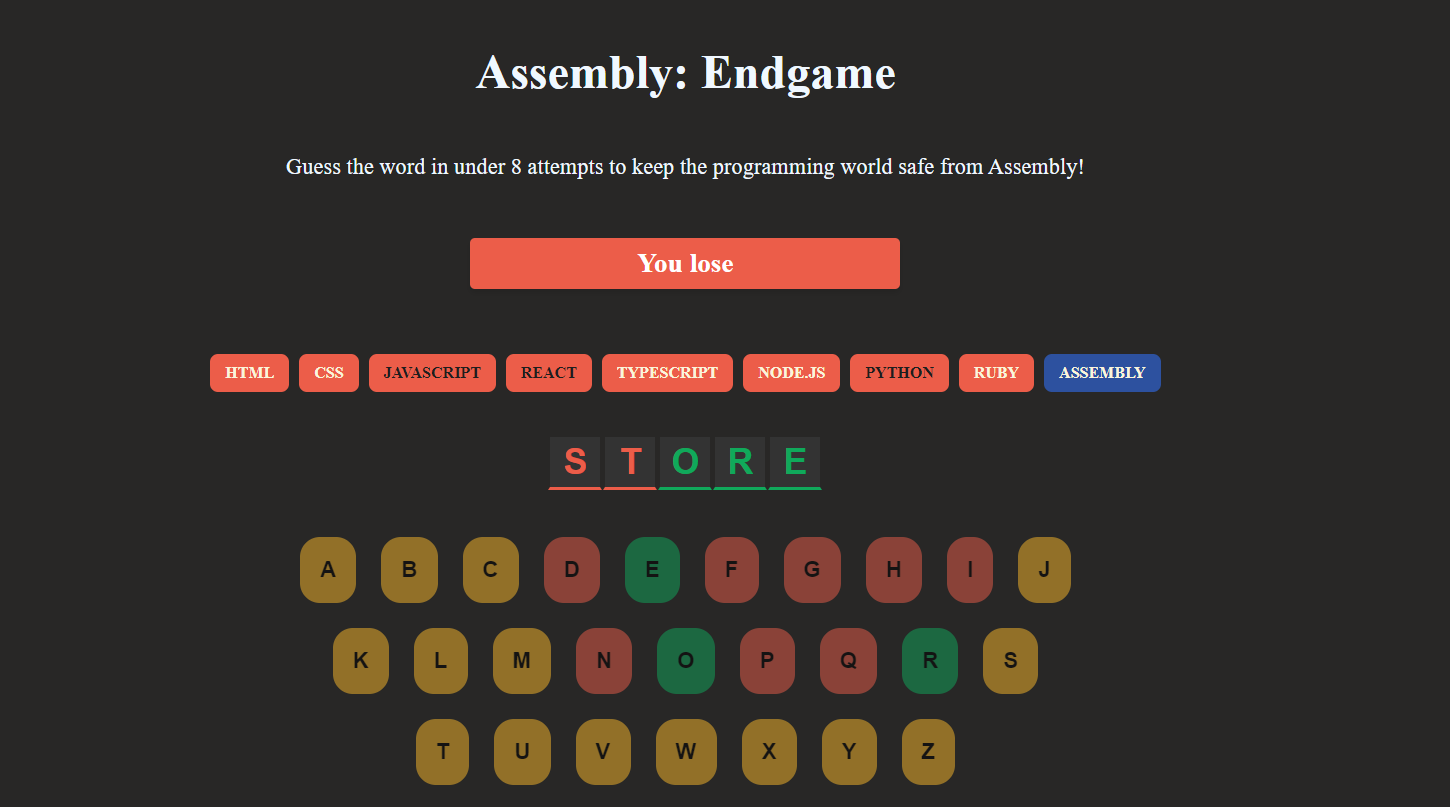 Assembly: Endgame
Guess the word in under 8 attempts to keep the programming world safe from Assembly!
You lose
HTML CSS JAVASCRIPT REACT TYPESCRIPT NODE.JS PYTHON RUBY ASSEMBLY
S T O R E
A B C D E F G H I J
K L M N O P Q R S
T U V W X Y Z